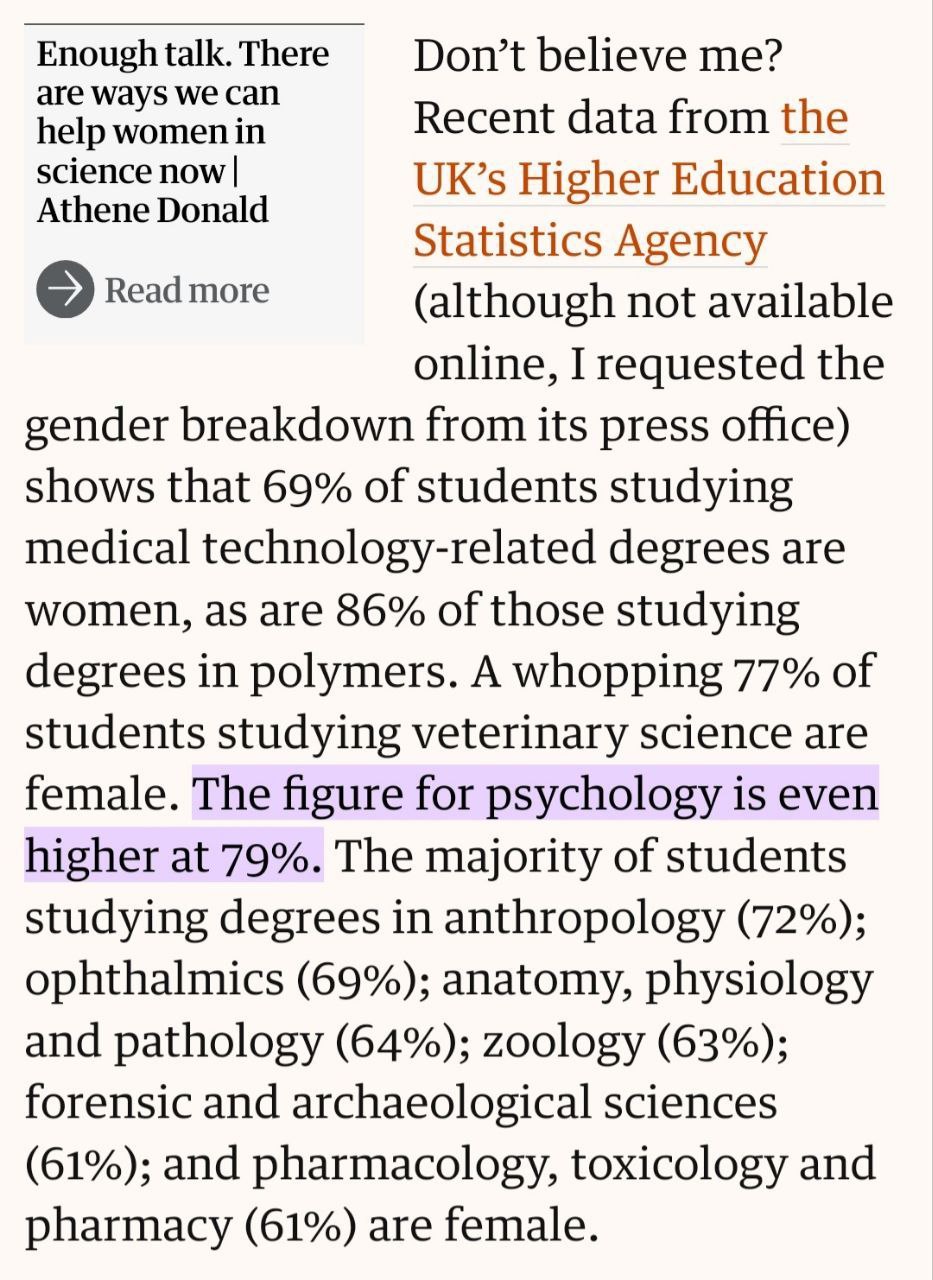 Enough talk. There
are ways we can
help women in
science now |
Athene Donald
Read more
Don’t believe me?
Recent data from the
UK’s Higher Education
Statistics Agency
(although not available
online, I requested the
gender breakdown from its press office)
shows that 69% of students studying
medical technology-related degrees are
women, as are 86% of those studying
degrees in polymers. A whopping 77% of
students studying veterinary science are
female. The figure for psychology is even
higher at 79%. The majority of students
studying degrees in anthropology (72%);
ophthalmics (69%); anatomy, physiology
and pathology (64%); zoology (63%);
forensic and archaeological sciences
(61%); and pharmacology, toxicology and
pharmacy (61%) are female.